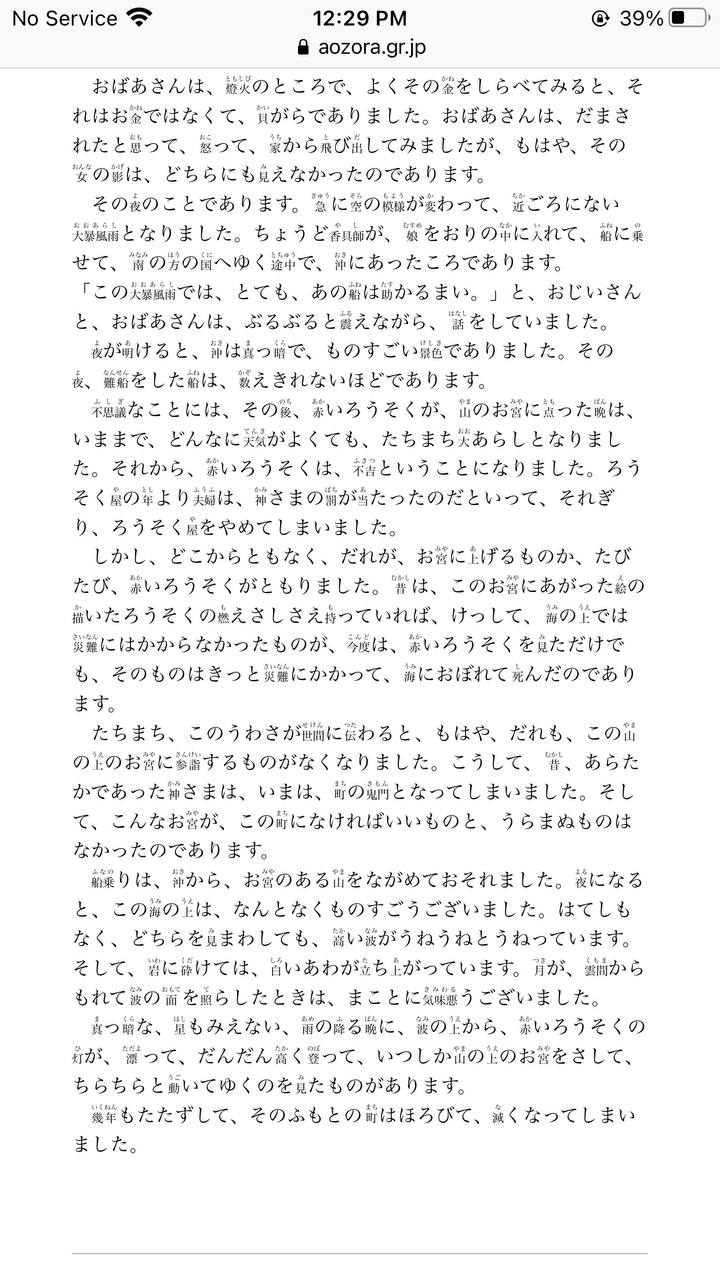 No Service 12:29 PM 39%
aozora.gr.jp
おばあさんは、燈火のところで、よくその金をしらべてみると、そ
れはお金ではなくて、貝がらでありました。おばあさんは、だまさ
れたと思って、怒って、家から飛び出してみましたが、もはや、その
女の影は、どちらにも見えなかったのであります。
その夜のことであります。急に空の模様が変わって、近ごろにない
大暴風雨となりました。ちょうど香具師が、娘をおりの中に入れて、船に乗
せて、南の方の国へゆく途中で、沖にあったころであります。
「この大暴風雨では、とても、あの船は助かるまい。」と、おじいさん
と、おばあさんは、ぶるぶると震えながら、話をしていました。
夜が明けると、沖は真っ暗で、ものすごい景色でありました。その
夜、難船をした船は、数えきれないほどであります。
不思議なことには、その後、赤いろうそくが、山のお宮に点った晩は、
いままで、どんなに天気がよくても、たちまち大あらしとなりまし
た。それから、赤いろうそくは、不吉ということになりました。ろう
そく屋の年より夫婦は、神さまの罰が当たったのだといって、それぎ
り、ろうそく屋をやめてしまいました。
しかし、どこからともなく、だれが、お宮に上げるものか、たび
たび、赤いろうそくがともりました。昔は、このお宮にあがった絵の
描いたろうそくの燃えさしさえ持っていれば、けっして、海の上では
災難にはかからなかったものが、今度は、赤いろうそくを見ただけで
も、そのものはきっと災難にかかって、海におぼれて死んだのであり
ます。
たちまち、このうわさが世間に伝わると、もはや、だれも、この山
の上のお宮に参詣するものがなくなりました。こうして、昔、あらた
かであった神さまは、いまは、町の鬼門となってしまいました。そし
て、こんなお宮が、この町になければいいものと、うらまぬものは
なかったのであります。
船乗りは、沖から、お宮のある山をながめておそれました。夜になる
と、この海の上は、なんとなくものすごうございました。はてしも
なく、どちらを見まわしても、高い波がうねうねとうねっています。
そして、岩に砕けては、白いあわが立ち上がっています。月が、雲間から
もれて波の面を照らしたときは、まことに気味悪うございました。
真っ暗な、星もみえない、雨の降る晩に、波の上から、赤いろうそくの
灯が、漂って、だんだん高く登って、いつしか山の上のお宮をさして、
ちらちらと動いてゆくのを見たものがあります。
幾年もたたずして、そのふもとの町はほろびて、滅くなってしまい
ました。